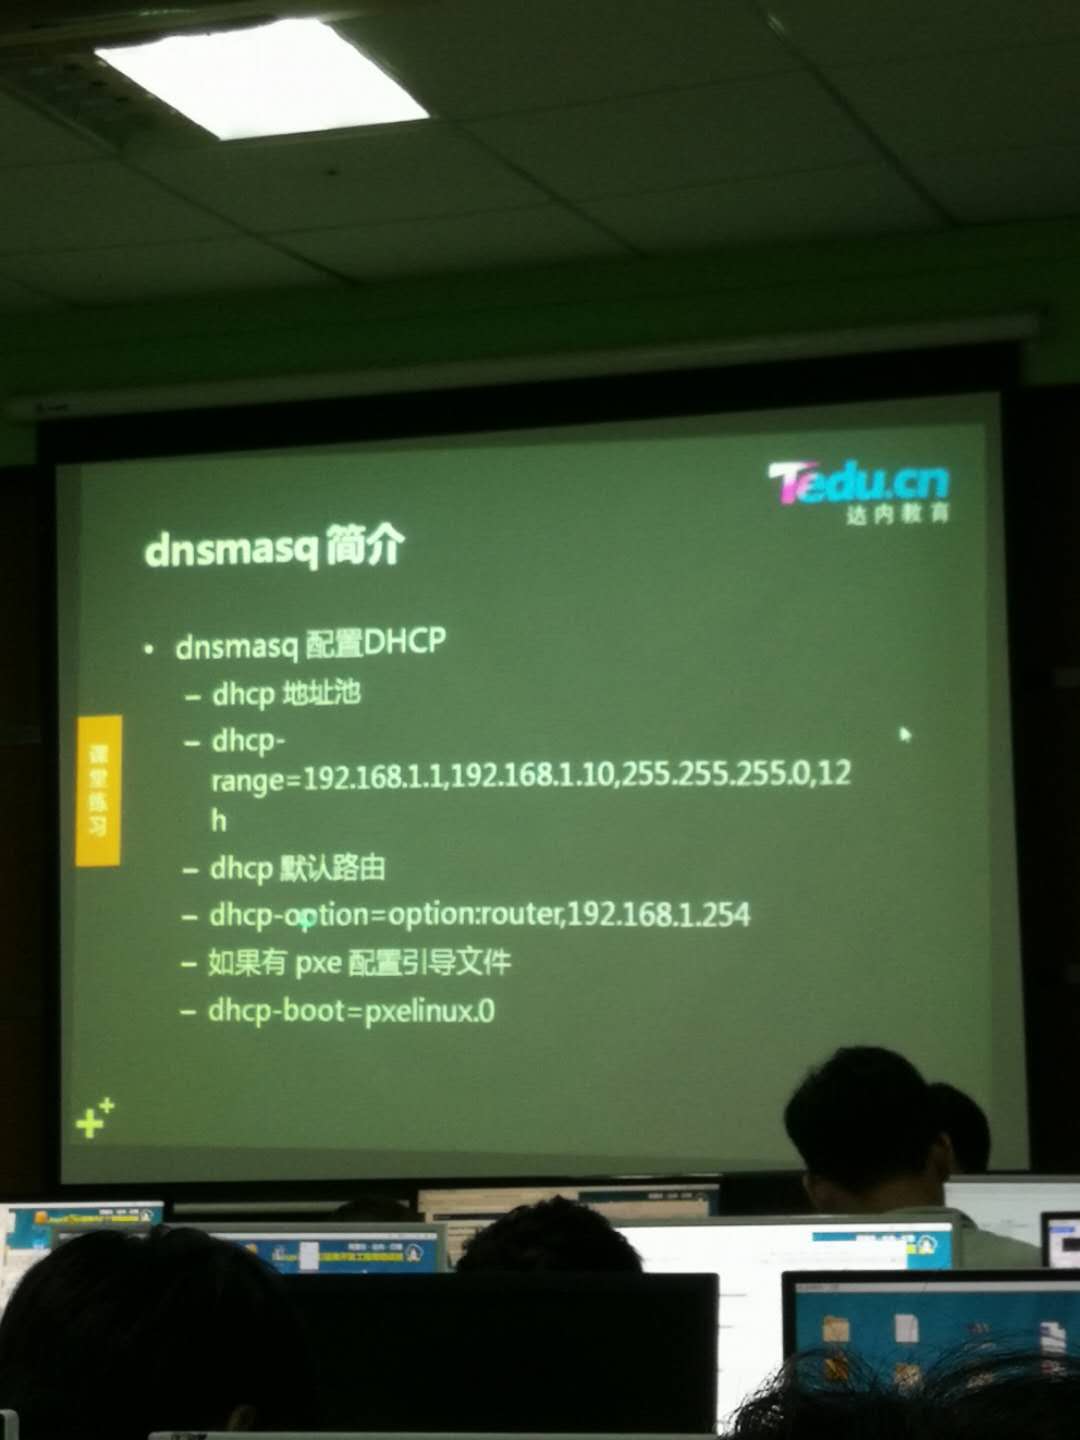 Tedu.cn
达内教育
dnsmasq 简介
• dnsmasq 配置DHCP
– dhcp 地址池
– dhcp-
range=192.168.1.1,192.168.1.10,255.255.255.0,12
h
– dhcp 默认路由
– dhcp-option=option:router,192.168.1.254
– 如果有 pxe 配置引导文件
– dhcp-boot=pxelinux.0
课堂练习